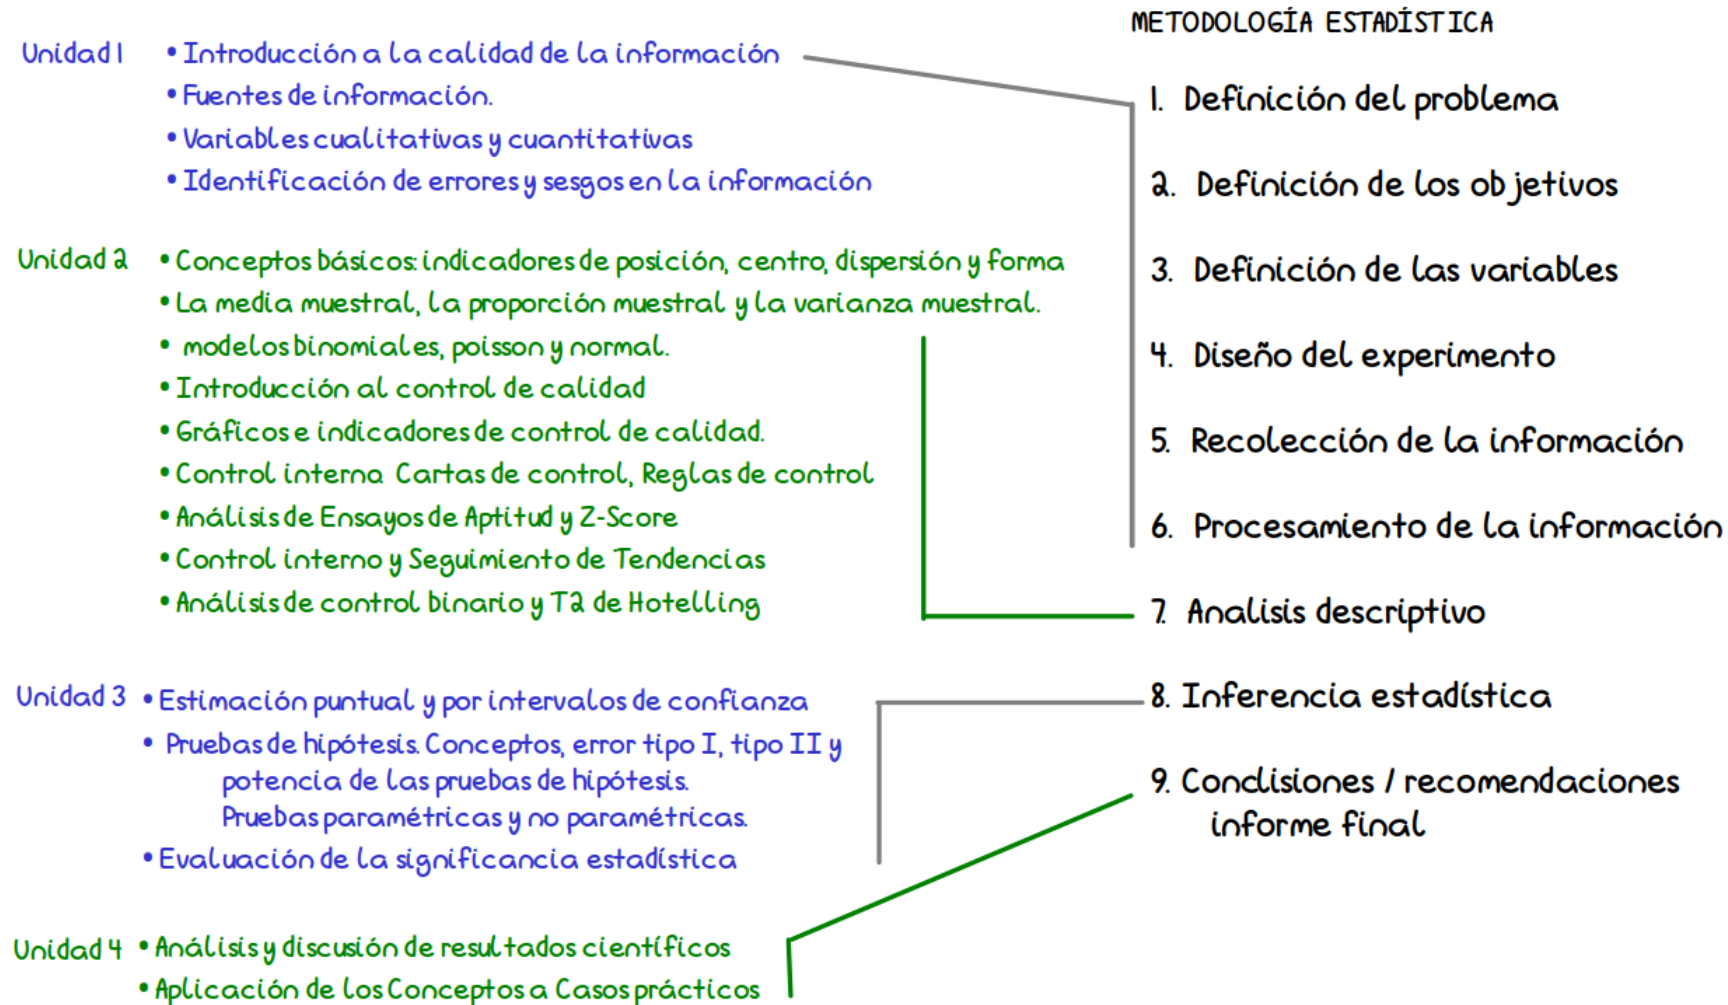 Unidad 1
• Introducción a la calidad de la información
• Fuentes de información.
• Variables cualitativas y cuantitativas
• Identificación de errores y sesgos en la información
Unidad 2
• Conceptos básicos: indicadores de posición, centro, dispersión y forma
• La media muestral, la proporción muestral y la varianza muestral.
• modelos binomiales, poisson y normal.
• Introducción al control de calidad
• Gráficos e indicadores de control de calidad.
• Control interno. Cartas de control, Reglas de control
• Análisis de Ensayos de Aptitud y Z-Score
• Control interno y Seguimiento de Tendencias
• Análisis de control binario y T2 de Hotelling
Unidad 3
• Estimación puntual y por intervalos de confianza
• Pruebas de hipótesis. Conceptos, error tipo I, tipo II y
potencia de las pruebas de hipótesis.
Pruebas paramétricas y no paramétricas.
• Evaluación de la significancia estadística
Unidad 4
• Análisis y discusión de resultados científicos
• Aplicación de los Conceptos a Casos prácticos
METODOLOGÍA ESTADÍSTICA
1. Definición del problema
2. Definición de los objetivos
3. Definición de las variables
4. Diseño del experimento
5. Recolección de la información
6. Procesamiento de la información
7. Analisis descriptivo
8. Inferencia estadística
9. Conclisiones / recomendaciones
informe final